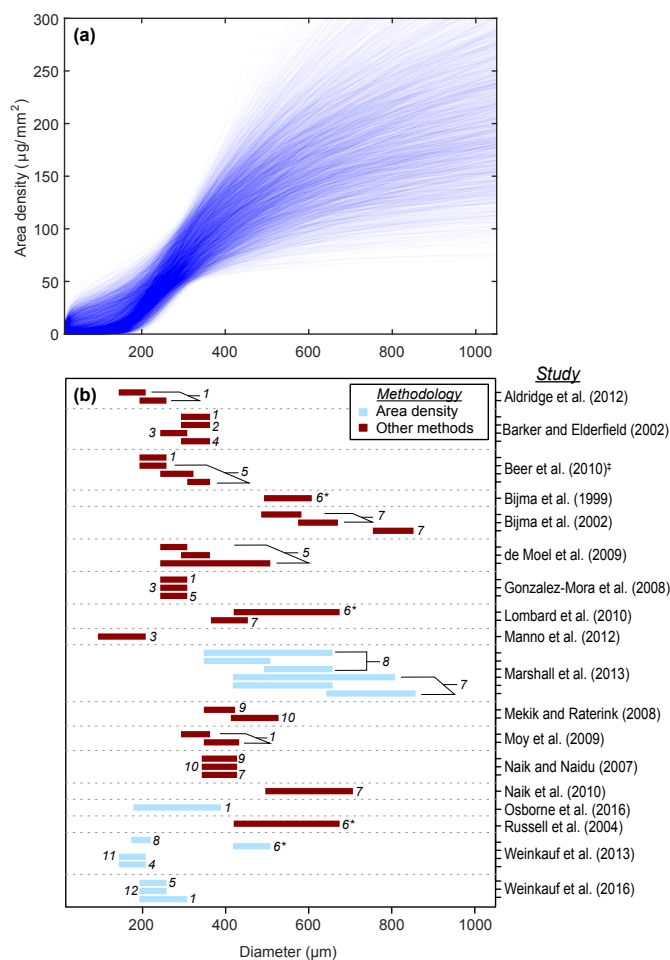 (a)
300
250
200
150
100
50
0
Area density (µg/mm²)
200
400
600
800
1000
(b)
Methodology
Area density
Other methods
Study
1
Aldridge et al. (2012)
1
2
3
4
Barker and Elderfield (2002)
1
5
Beer et al. (2010)‡
6*
Bijma et al. (1999)
7
7
Bijma et al. (2002)
5
de Moel et al. (2009)
1
3
5
Gonzalez-Mora et al. (2008)
6*
7
Lombard et al. (2010)
3
Manno et al. (2012)
8
7
Marshall et al. (2013)
9
10
Mekik and Raterink (2008)
1
Moy et al. (2009)
9
10
7
Naik and Naidu (2007)
7
Naik et al. (2010)
1
Osborne et al. (2016)
6*
Russell et al. (2004)
8
6*
11
4
Weinkauf et al. (2013)
5
12
1
Weinkauf et al. (2016)
200
400
600
800
1000
Diameter (µm)